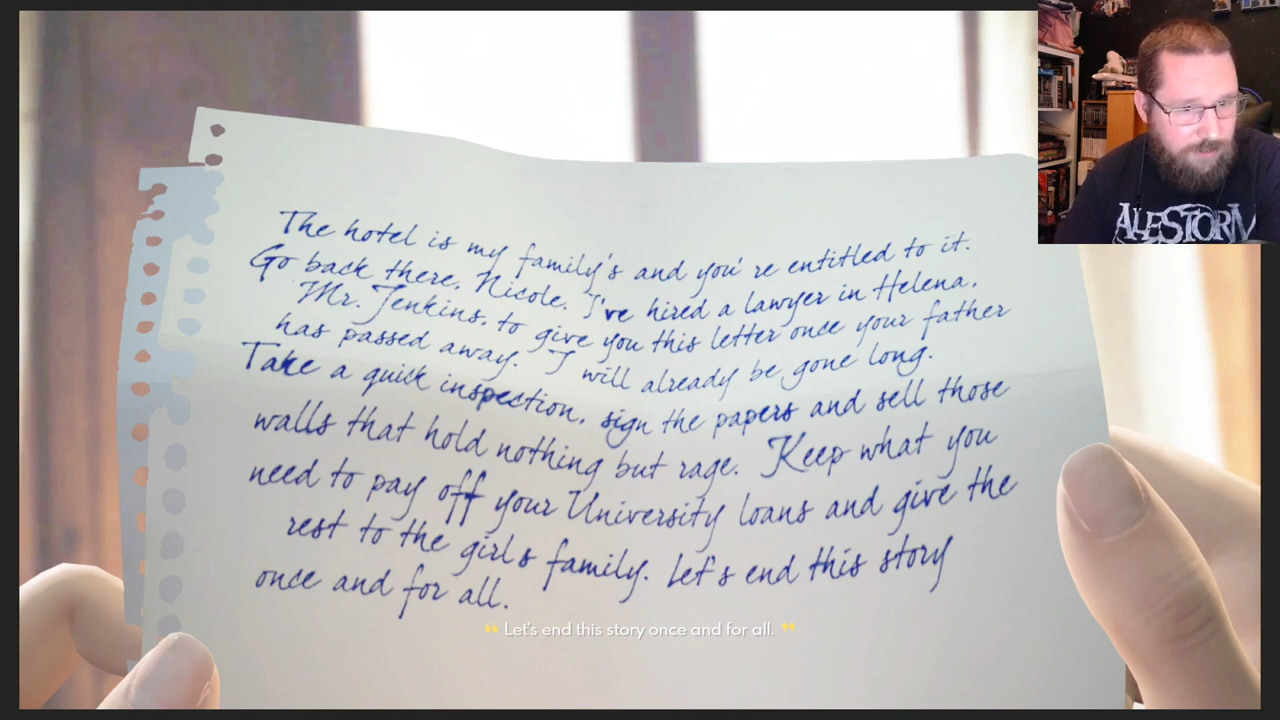 The hotel is my family's and you're entitled to it.
Go back there, Nicole. I've hired a lawyer in Helena,
Mr. Jenkins, to give you this letter once your father
has passed away. I will already be gone long.
Take a quick inspection, sign the papers and sell those
walls that hold nothing but rage. Keep what you
need to pay off your University loans and give the
rest to the girls family. Let's end this story
once and for all.
“ Let's end this story once and for all. ”
ALESTORM